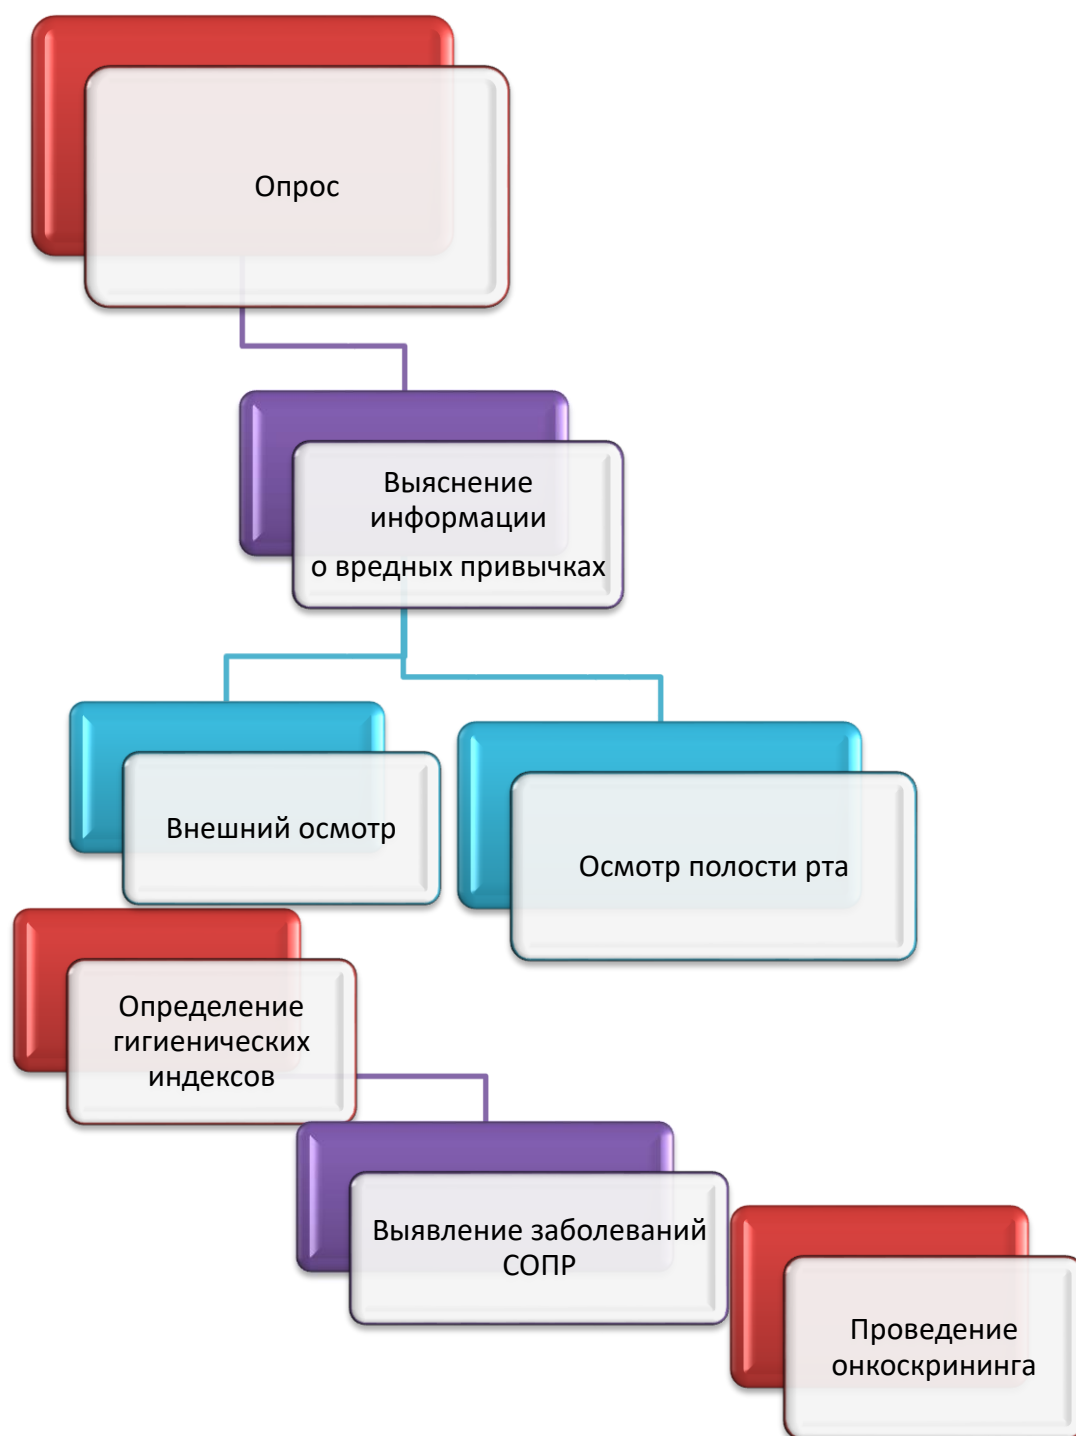 Опрос
Выяснение
информации
о вредных привычках
Внешний осмотр
Осмотр полости рта
Определение
гигиенических
индексов
Выявление заболеваний
СОПР
Проведение
онкоскрининга